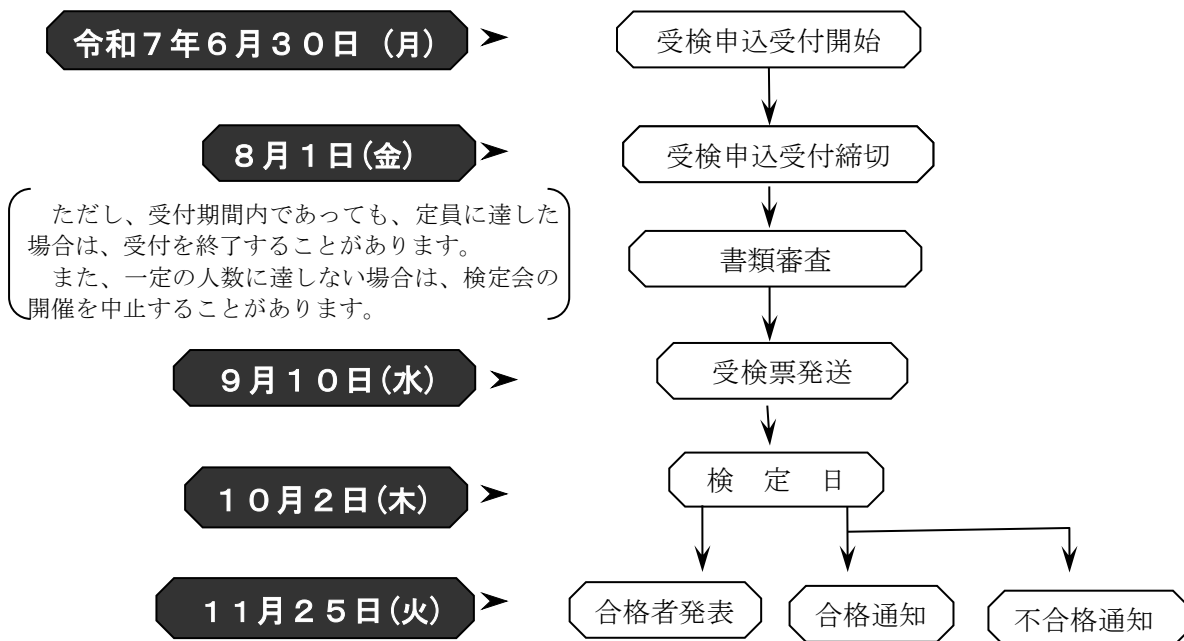 令和７年６月３０日（月）
受検申込受付開始
８月１日（金）
受検申込受付締切
ただし、受付期間内であっても、定員に達した
場合は、受付を終了することがあります。
また、一定の人数に達しない場合は、検定会の
開催を中止することがあります。
書類審査
９月１０日（水）
受検票発送
１０月２日（木）
検　定　日
１１月２５日（火）
合格者発表
合格通知
不合格通知